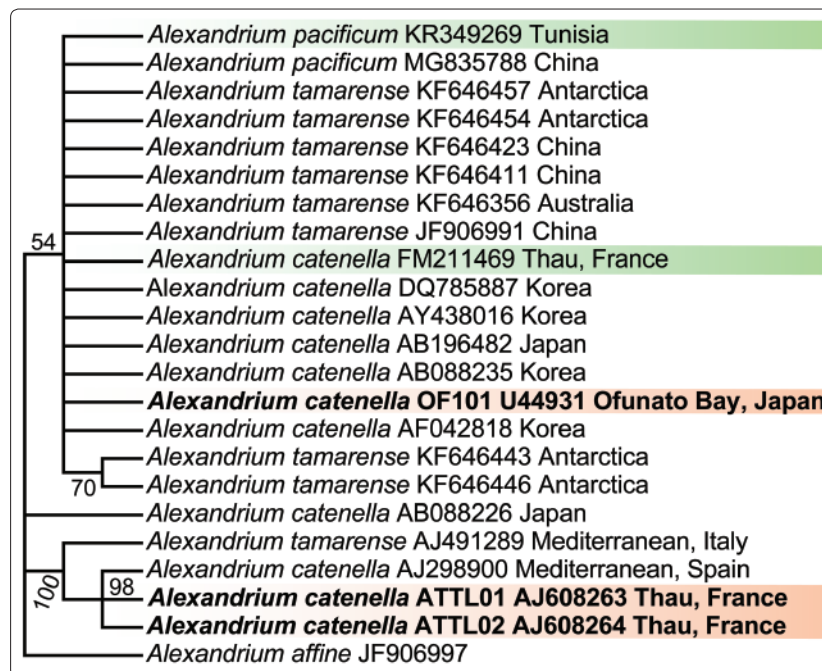 Alexandrium pacificum KR349269 Tunisia
Alexandrium pacificum MG835788 China
Alexandrium tamarense KF646457 Antarctica
Alexandrium tamarense KF646454 Antarctica
Alexandrium tamarense KF646423 China
Alexandrium tamarense KF646411 China
Alexandrium tamarense KF646356 Australia
Alexandrium tamarense JF906991 China
54
Alexandrium catenella FM211469 Thau, France
Alexandrium catenella DQ785887 Korea
Alexandrium catenella AY438016 Korea
Alexandrium catenella AB196482 Japan
Alexandrium catenella AB088235 Korea
Alexandrium catenella OF101 U44931 Ofunato Bay, Japan
Alexandrium catenella AF042818 Korea
Alexandrium tamarense KF646443 Antarctica
70
Alexandrium tamarense KF646446 Antarctica
Alexandrium catenella AB088226 Japan
Alexandrium tamarense AJ491289 Mediterranean, Italy
Alexandrium catenella AJ298900 Mediterranean, Spain
100
98
Alexandrium catenella ATTL01 AJ608263 Thau, France
Alexandrium catenella ATTL02 AJ608264 Thau, France
Alexandrium affine JF906997